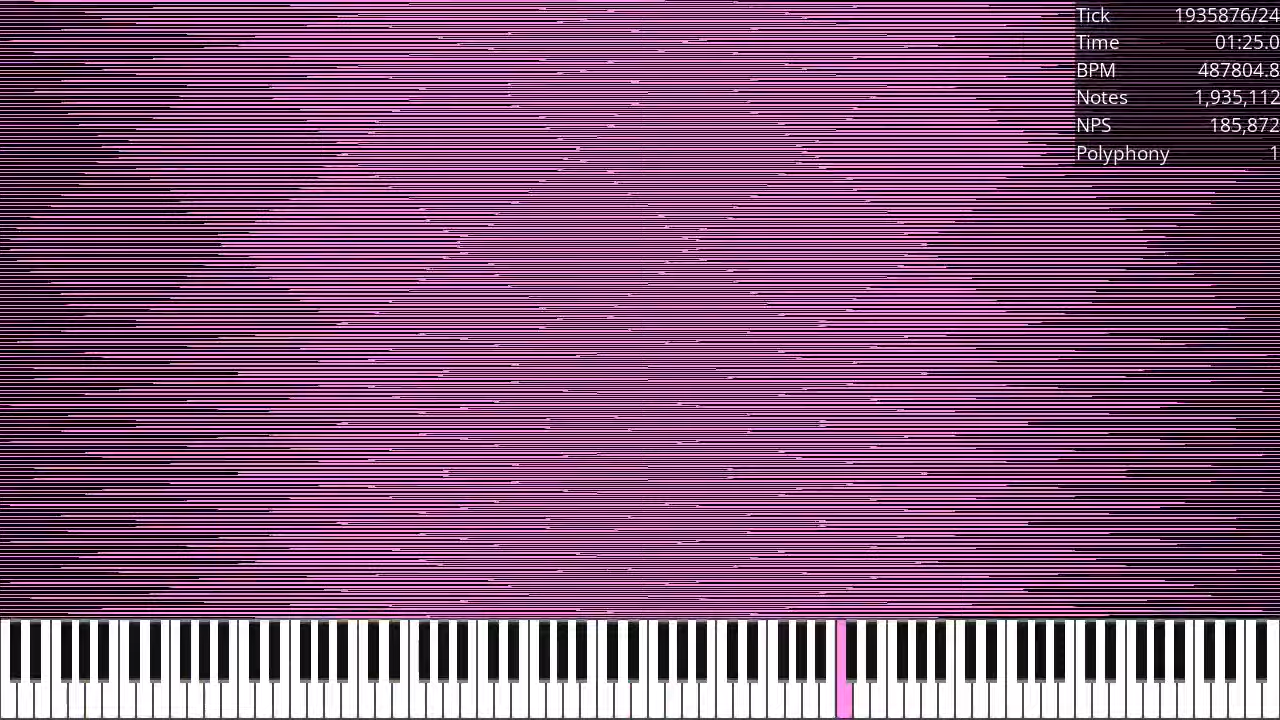 Tick 1935876/24
Time 01:25.0
BPM 487804.8
Notes 1,935,112
NPS 185,872
Polyphony 1